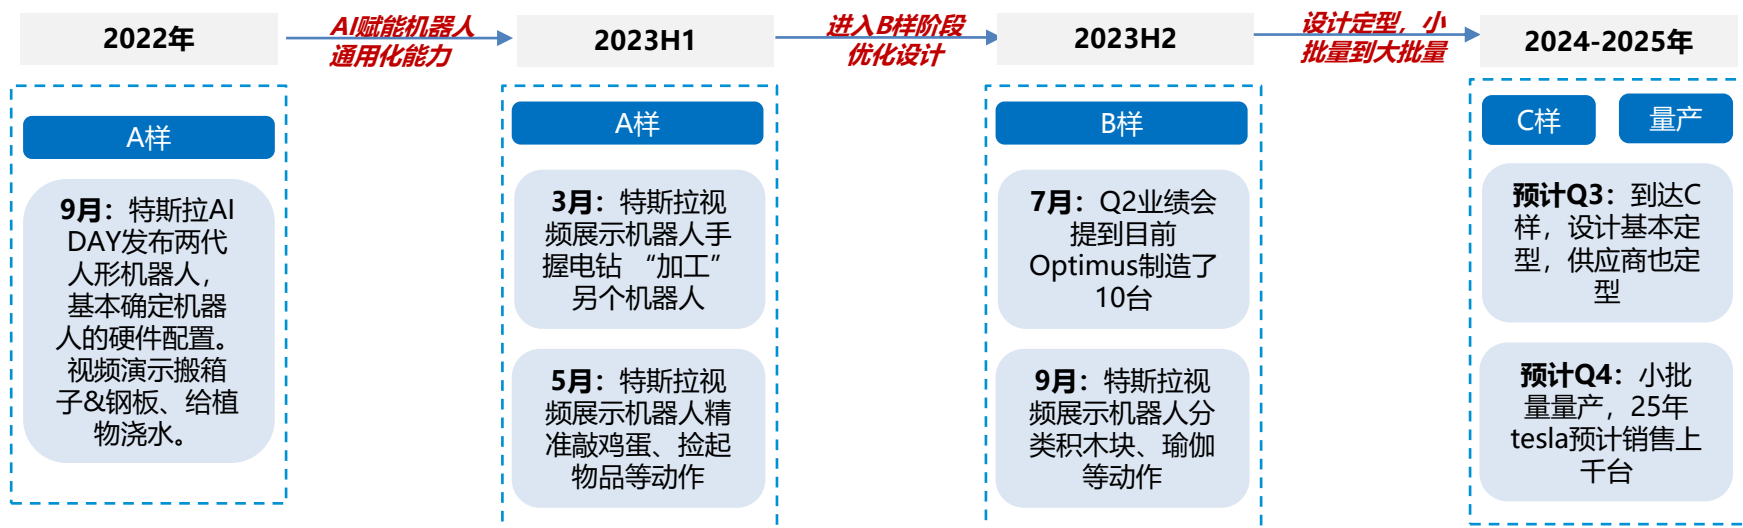 2022年
AI赋能机器人
通用化能力
2023H1
进入B样阶段
优化设计
2023H2
设计定型，小
批量到大批量
2024-2025年
A样
9月：特斯拉AI
DAY发布两代
人形机器人，
基本确定机器
人的硬件配置。
视频演示搬箱
子&钢板、给植
物浇水。
A样
3月：特斯拉视
频展示机器人手
握电钻 “加工”
另个机器人
5月：特斯拉视
频展示机器人精
准敲鸡蛋、捡起
物品等动作
B样
7月：Q2业绩会
提到目前
Optimus制造了
10台
9月：特斯拉视
频展示机器人分
类积木块、瑜伽
等动作
C样
量产
预计Q3：到达C
样，设计基本定
型，供应商也定
型
预计Q4：小批
量量产，25年
tesla预计销售上
千台